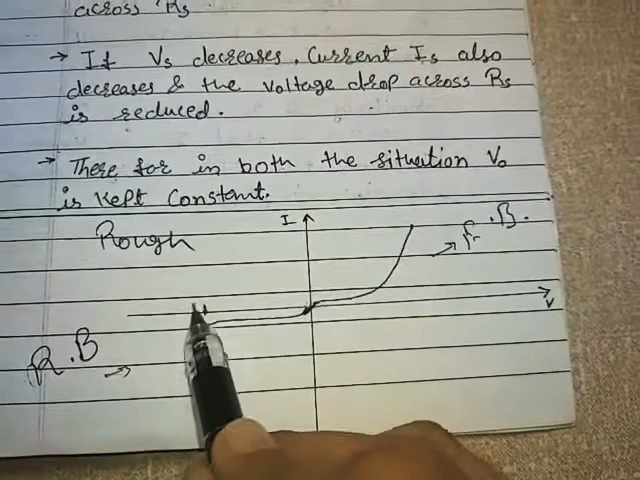 across Rs
→ If Vs decreases, Current Is also
decreases & the voltage drop across Rs
is reduced.
→ There for in both the situation Vo
is kept Constant.
Rough
I
F.B.
V
R.B